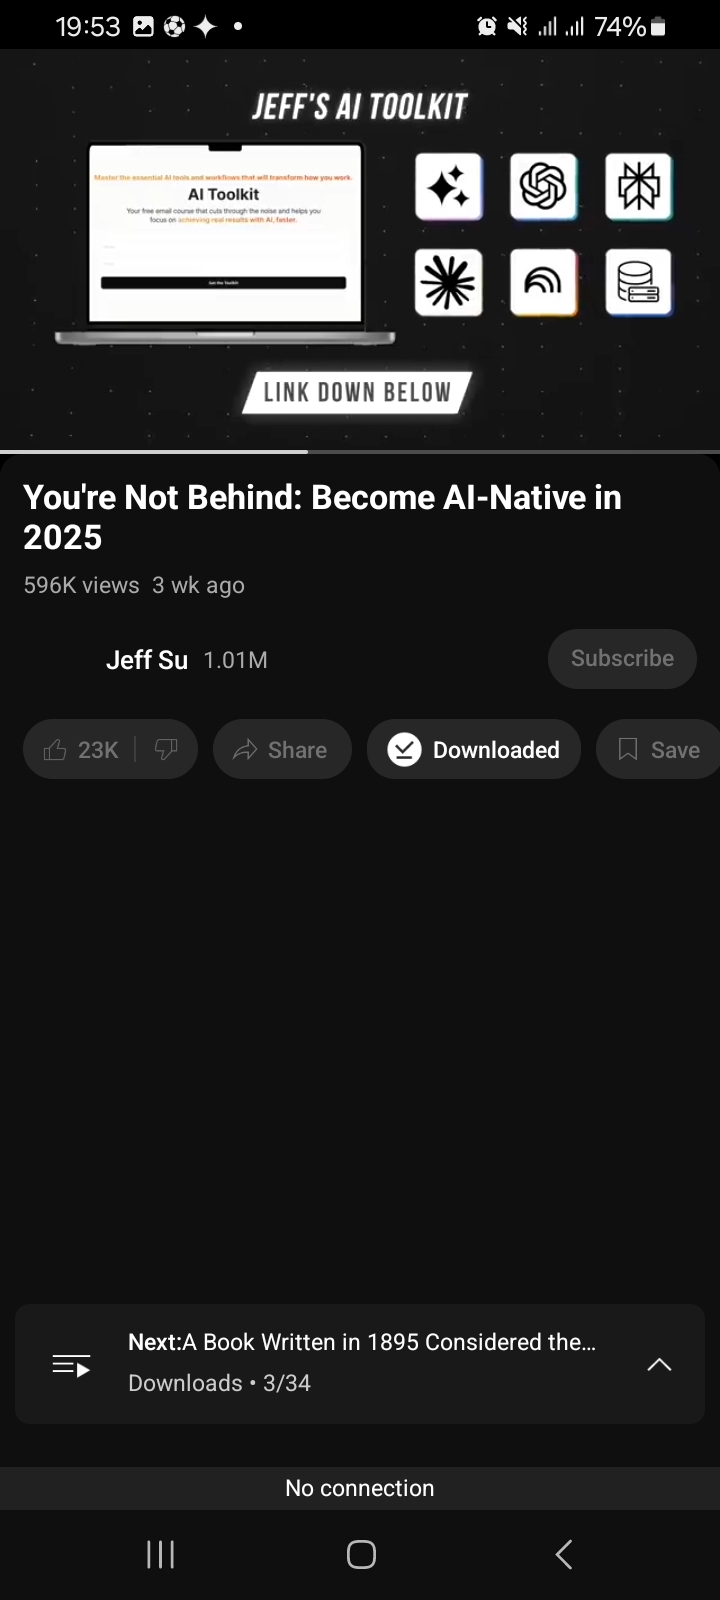 19:53
74%
JEFF'S AI TOOLKIT
Master the essential AI tools and workflows that will transform how you work.
AI Toolkit
Your free email course that cuts through the noise and helps you
focus on achieving real results with AI, faster.
Get the Toolkit
LINK DOWN BELOW
You're Not Behind: Become AI-Native in
2025
596K views 3 wk ago
Jeff Su 1.01M
Subscribe
23K
Share
Downloaded
Save
Next:A Book Written in 1895 Considered the...
Downloads • 3/34
No connection